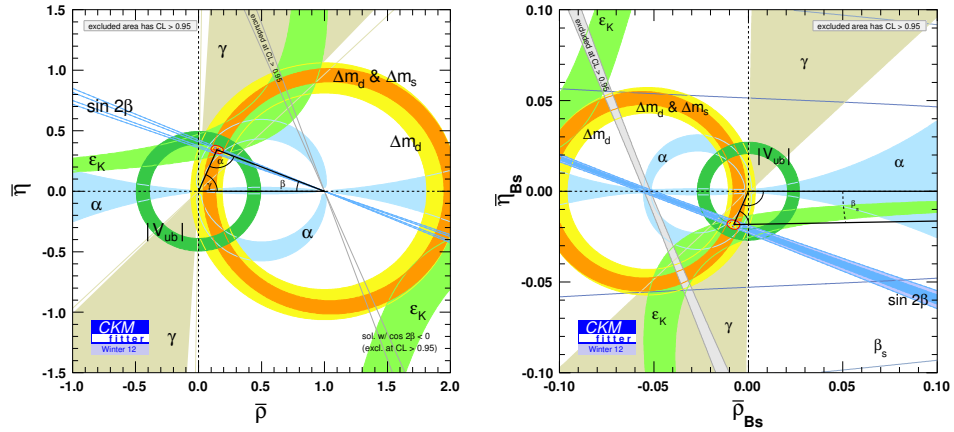 excluded area has CL > 0.95
γ
excluded at CL > 0.95
Δm_d & Δm_s
sin 2β
Δm_d
ε_K
α
β
γ
α
α
|V_ub|
ε_K
γ
CKM
fitter
Winter 12
sol. w/ cos 2β < 0
(excl. at CL > 0.95)
1.5
1.0
0.5
0.0
-0.5
-1.0
-1.5
η̅
-1.0 -0.5 0.0 0.5 1.0 1.5 2.0
ρ̅
excluded area has CL > 0.95
ε_K
γ
excluded at CL > 0.95
Δm_d & Δm_s
Δm_d
α
|V_ub|
α
β_s
sin 2β
ε_K
γ
β_s
CKM
fitter
Winter 12
0.10
0.05
0.00
-0.05
-0.10
η̅_Bs
-0.10 -0.05 0.00 0.05 0.10
ρ̅_Bs